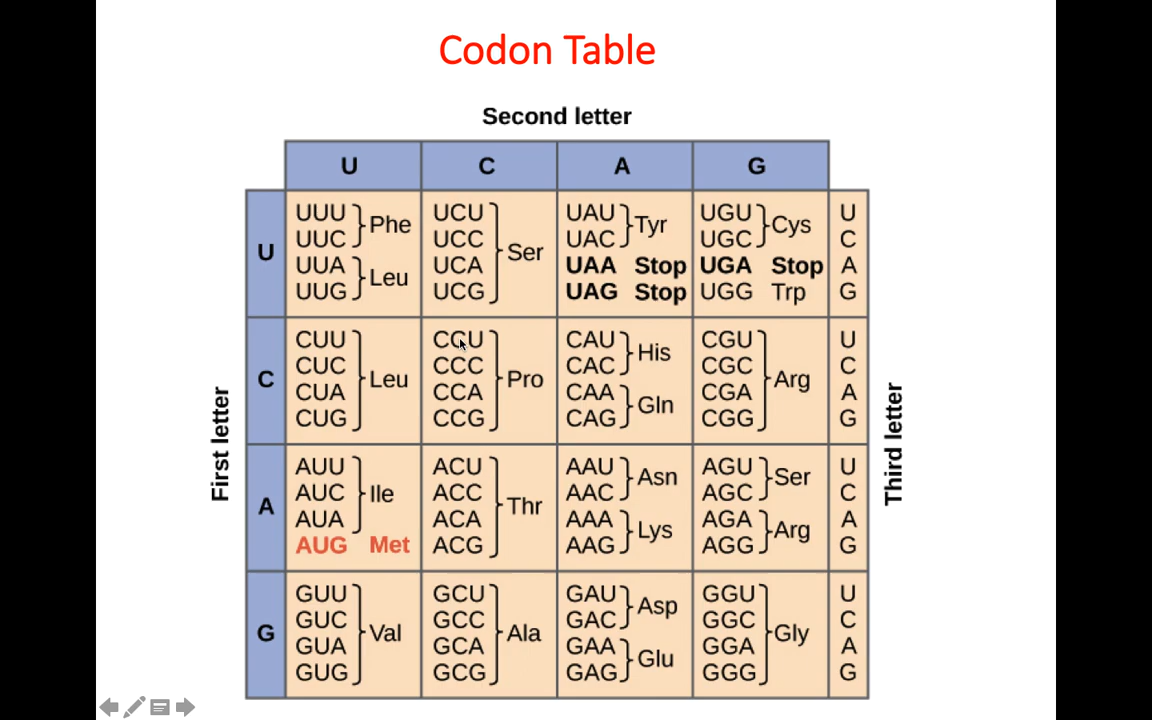 Codon Table
Second letter
U C A G
First letter
Third letter
U
UUU UUC Phe
UUA UUG Leu
UCU UCC UCA UCG Ser
UAU UAC Tyr
UAA Stop
UAG Stop
UGU UGC Cys
UGA Stop
UGG Trp
U C A G
C
CUU CUC CUA CUG Leu
CCU CCC CCA CCG Pro
CAU CAC His
CAA CAG Gln
CGU CGC CGA CGG Arg
U C A G
A
AUU AUC AUA Ile
AUG Met
ACU ACC ACA ACG Thr
AAU AAC Asn
AAA AAG Lys
AGU AGC Ser
AGA AGG Arg
U C A G
G
GUU GUC GUA GUG Val
GCU GCC GCA GCG Ala
GAU GAC Asp
GAA GAG Glu
GGU GGC GGA GGG Gly
U C A G